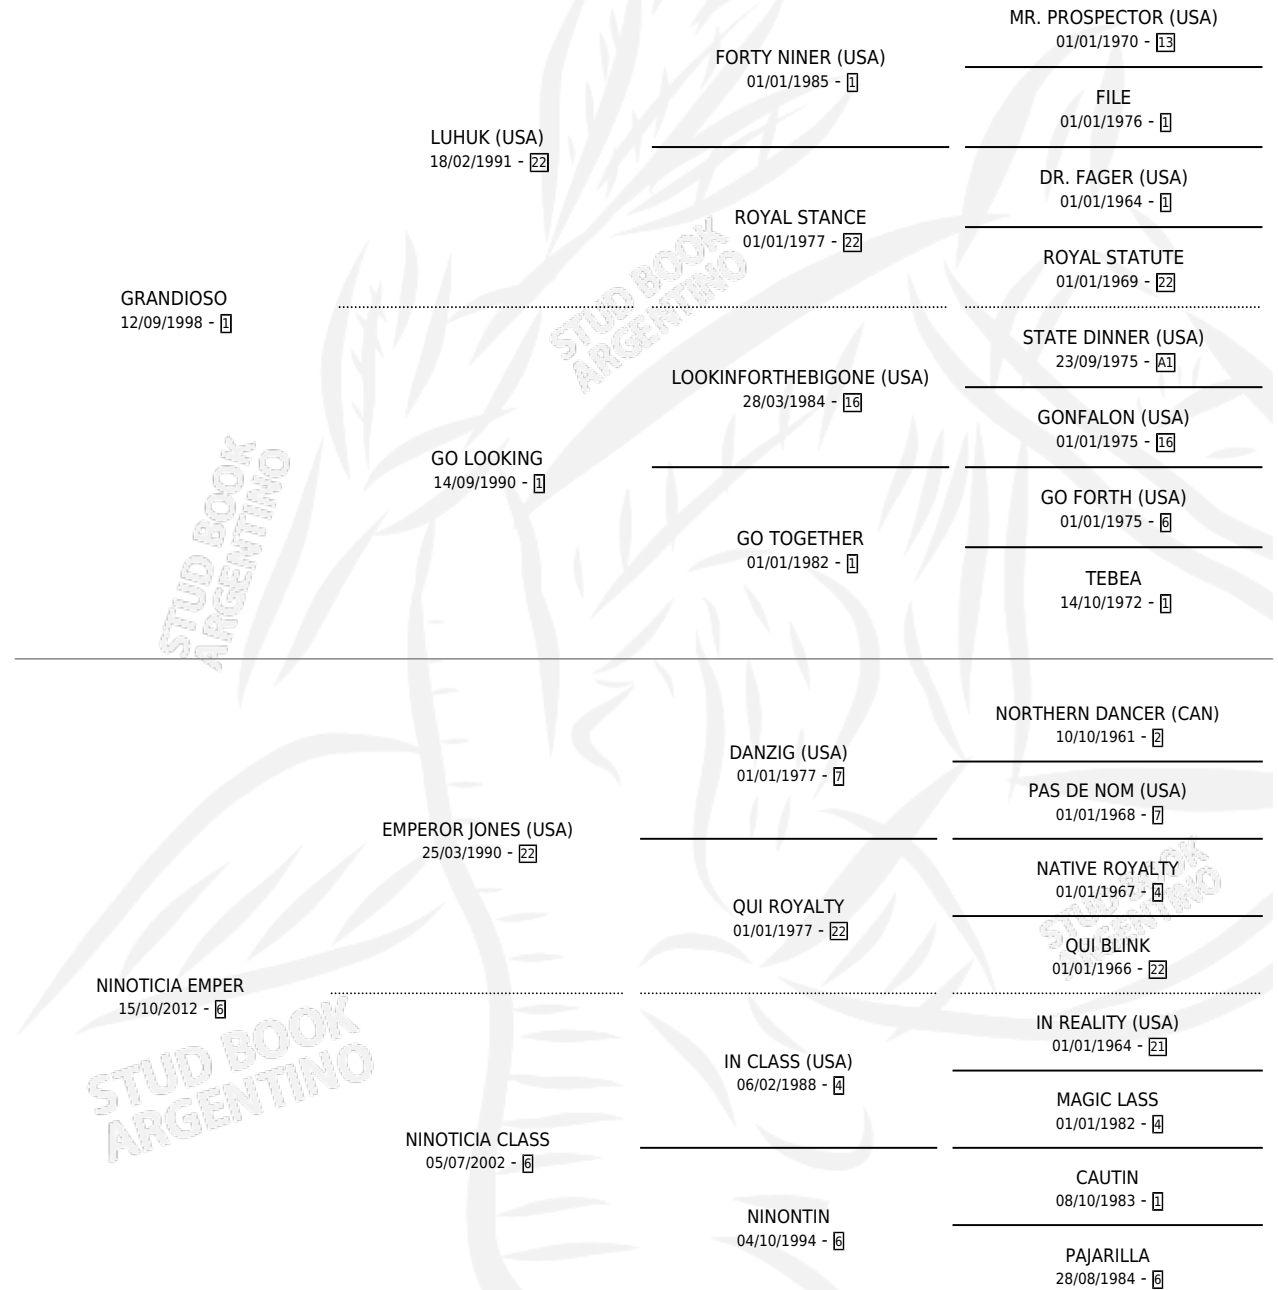 MR. PROSPECTOR (USA)
01/01/1970 - 13
FORTY NINER (USA)
01/01/1985 - 1
FILE
01/01/1976 - 1
LUHUK (USA)
18/02/1991 - 22
DR. FAGER (USA)
01/01/1964 - 1
ROYAL STANCE
01/01/1977 - 22
ROYAL STATUTE
01/01/1969 - 22
GRANDIOSO
12/09/1998 - 1
STATE DINNER (USA)
23/09/1975 - A1
LOOKINFORTHEBIGONE (USA)
28/03/1984 - 16
GONFALON (USA)
01/01/1975 - 16
GO LOOKING
14/09/1990 - 1
GO FORTH (USA)
01/01/1975 - 6
GO TOGETHER
01/01/1982 - 1
TEBEA
14/10/1972 - 1
STUD BOOK
ARGENTINO
STUD BOOK
ARGENTINO
NORTHERN DANCER (CAN)
10/10/1961 - 2
DANZIG (USA)
01/01/1977 - 7
PAS DE NOM (USA)
01/01/1968 - 7
EMPEROR JONES (USA)
25/03/1990 - 22
NATIVE ROYALTY
01/01/1967 - 4
QUI ROYALTY
01/01/1977 - 22
QUI BLINK
01/01/1966 - 22
NINOTICIA EMPER
15/10/2012 - 6
IN REALITY (USA)
01/01/1964 - 21
IN CLASS (USA)
06/02/1988 - 4
MAGIC LASS
01/01/1982 - 4
NINOTICIA CLASS
05/07/2002 - 6
CAUTIN
08/10/1983 - 1
NINONTIN
04/10/1994 - 6
PAJARILLA
28/08/1984 - 6
STUD BOOK
ARGENTINO
STUD BOOK
ARGENTINO